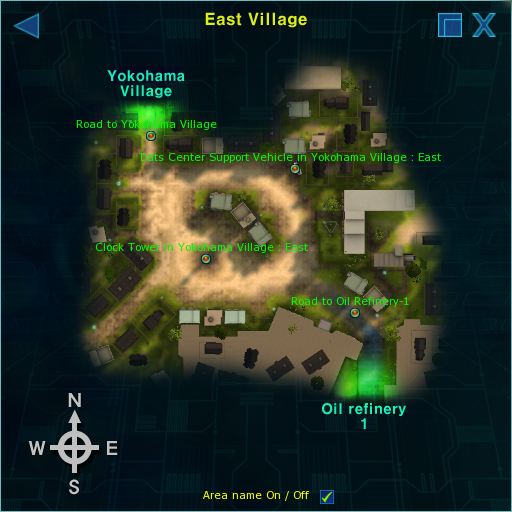 East Village
Yokohama
Village
Road to Yokohama Village
Outs Center Support Vehicle in Yokohama Village : East
Clock Tower in Yokohama Village : East
Road to Oil Refinery-1
Oil refinery
1
N
W E
S
Area name On / Off